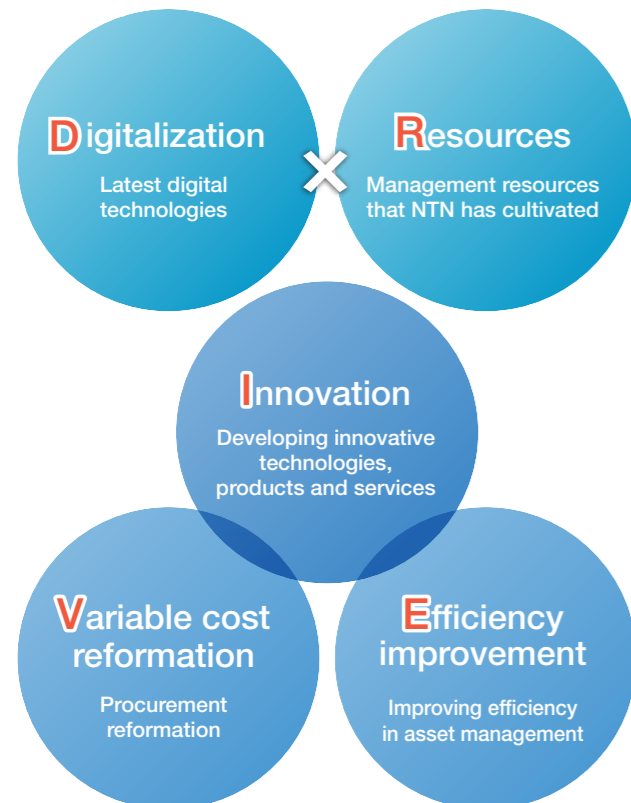 Digitalization
Latest digital
technologies
×
Resources
Management resources
that NTN has cultivated
Innovation
Developing innovative
technologies,
products and services
Variable cost
reformation
Procurement
reformation
Efficiency
improvement
Improving efficiency
in asset management